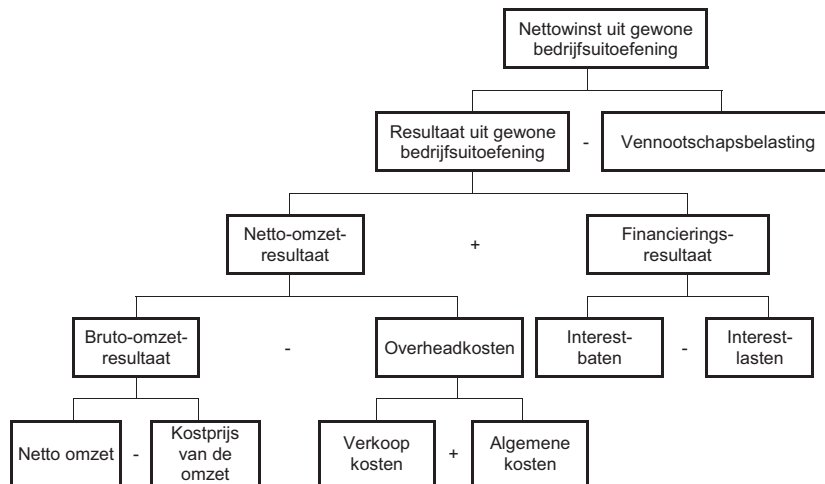 Nettowinst uit gewone
bedrijfsuitoefening
Resultaat uit gewone
bedrijfsuitoefening
-
Vennootschapsbelasting
Netto-omzet-
resultaat
+
Financierings-
resultaat
Bruto-omzet-
resultaat
-
Overheadkosten
Interest-
baten
-
Interest-
lasten
Netto omzet
-
Kostprijs
van de
omzet
Verkoop
kosten
+
Algemene
kosten